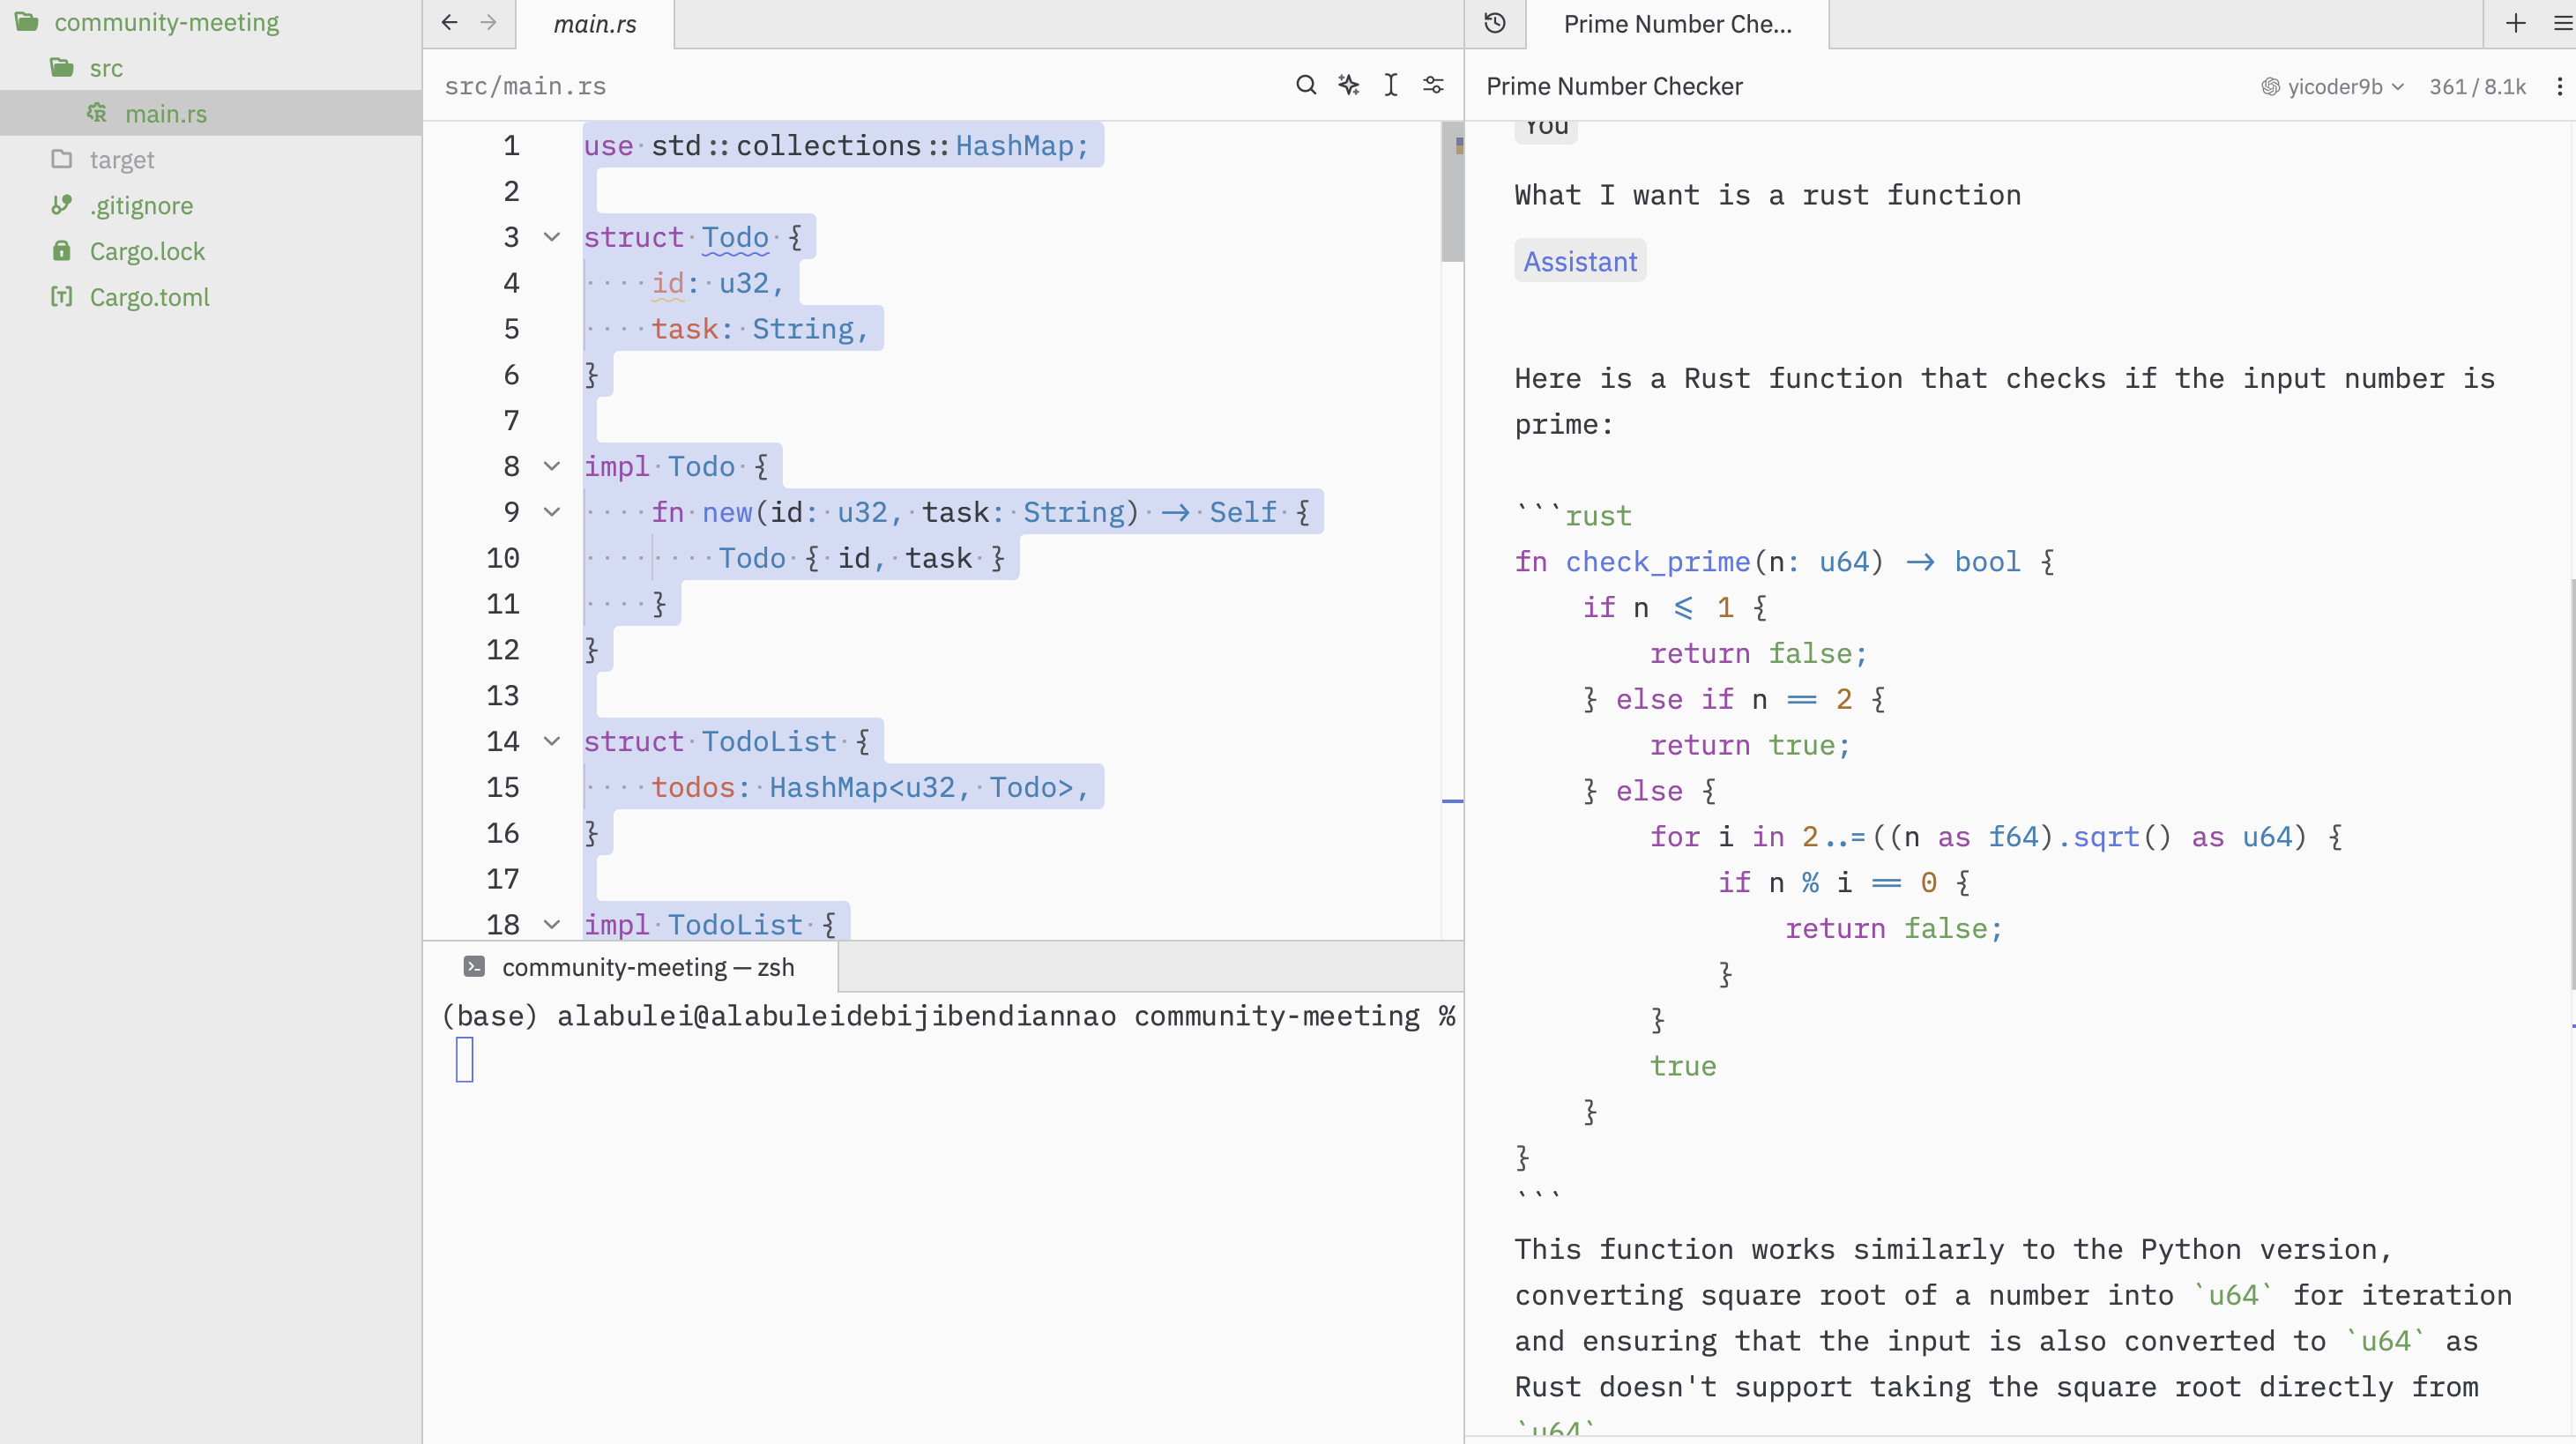 community-meeting
src
main.rs
target
.gitignore
Cargo.lock
Cargo.toml
main.rs
src/main.rs
1 use std::collections::HashMap;
2
3 struct Todo {
4     id: u32,
5     task: String,
6 }
7
8 impl Todo {
9     fn new(id: u32, task: String) -> Self {
10         Todo { id, task }
11     }
12 }
13
14 struct TodoList {
15     todos: HashMap<u32, Todo>,
16 }
17
18 impl TodoList {
community-meeting — zsh
(base) alabulei@alabuleidebijibendiannao community-meeting %
Prime Number Che...
Prime Number Checker yicoder9b 361 / 8.1k
You
What I want is a rust function
Assistant
Here is a Rust function that checks if the input number is
prime:
```rust
fn check_prime(n: u64) -> bool {
    if n <= 1 {
        return false;
    } else if n == 2 {
        return true;
    } else {
        for i in 2..=((n as f64).sqrt() as u64) {
            if n % i == 0 {
                return false;
            }
        }
        true
    }
}
```
This function works similarly to the Python version,
converting square root of a number into `u64` for iteration
and ensuring that the input is also converted to `u64` as
Rust doesn't support taking the square root directly from
`u64`